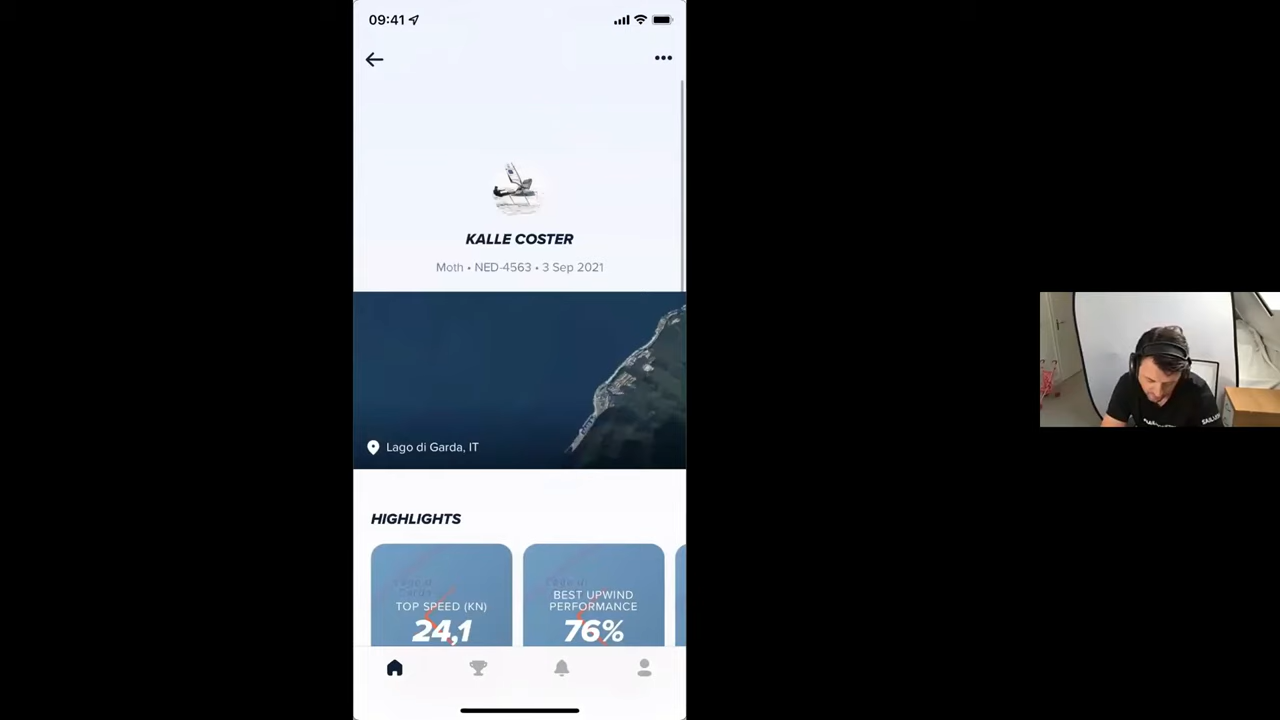 09:41
KALLE COSTER
Moth • NED-4563 • 3 Sep 2021
Lago di Garda, IT
HIGHLIGHTS
TOP SPEED (KN)
24,1
BEST UPWIND
PERFORMANCE
76%